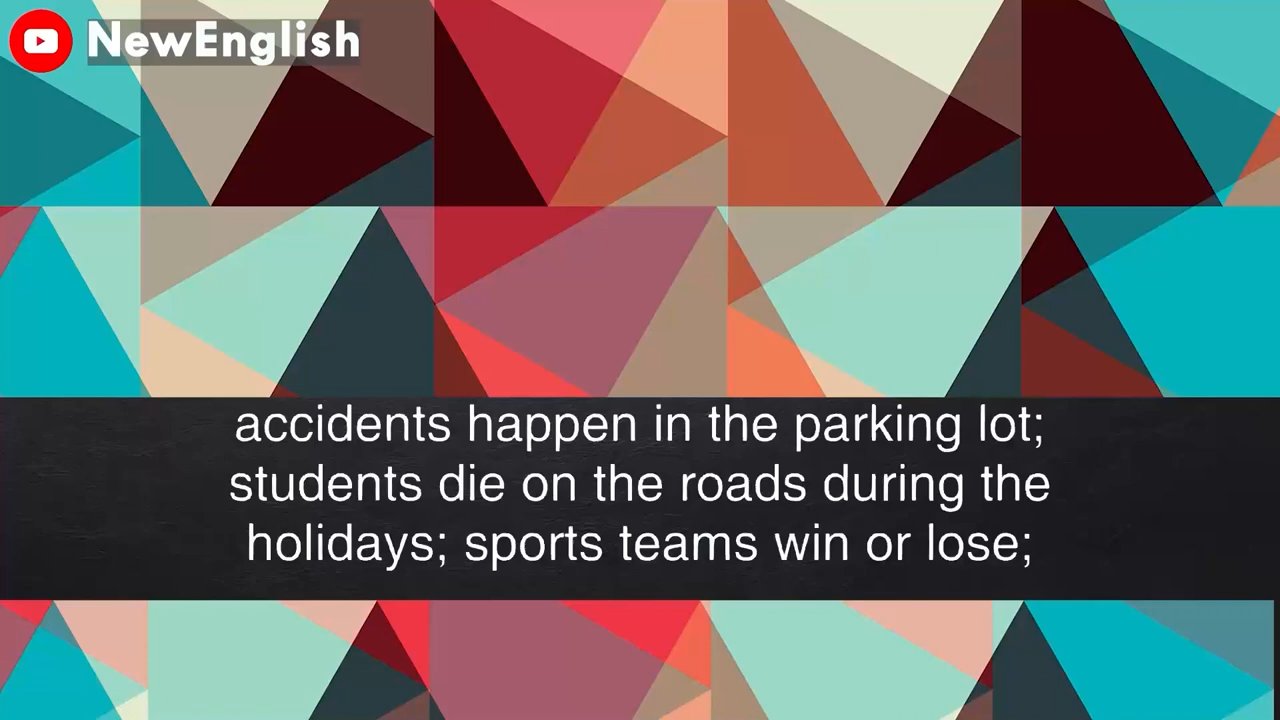 NewEnglish
accidents happen in the parking lot;
students die on the roads during the
holidays; sports teams win or lose;